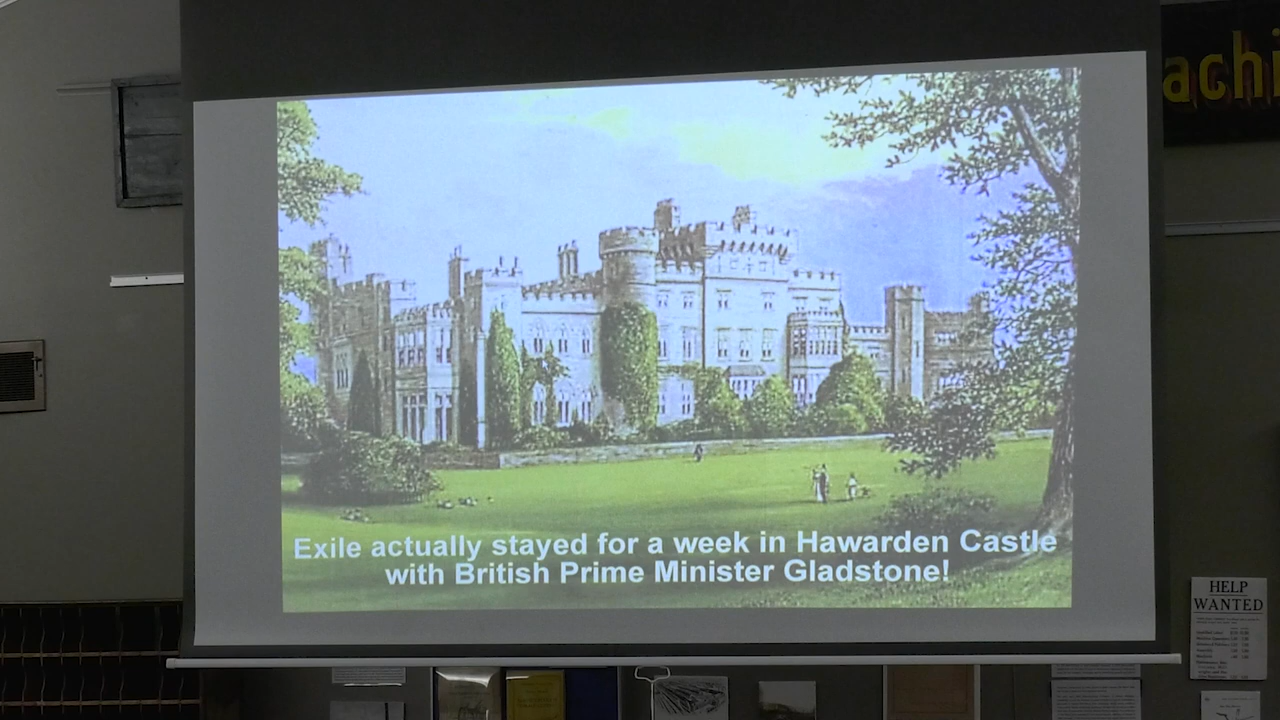 achi
Exile actually stayed for a week in Hawarden Castle
with British Prime Minister Gladstone!
HELP
WANTED